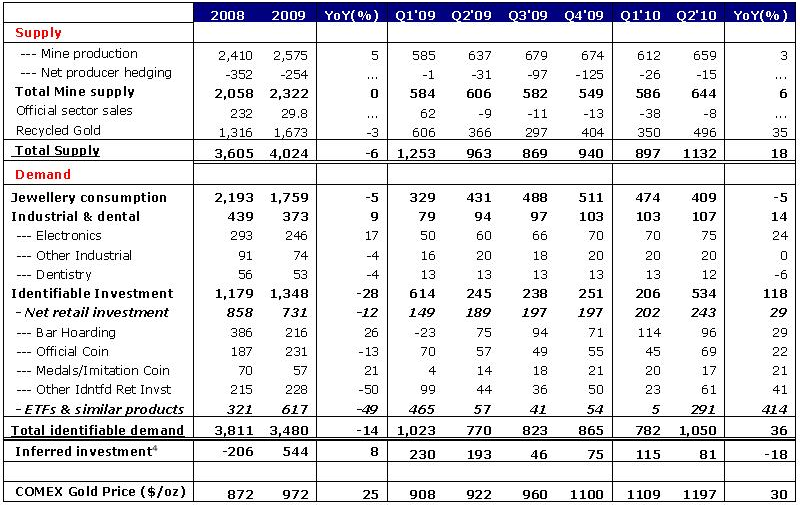 2008 2009 YoY(%) Q1'09 Q2'09 Q3'09 Q4'09 Q1'10 Q2'10 YoY(%)
Supply
--- Mine production 2,410 2,575 5 585 637 679 674 612 659 3
--- Net producer hedging -352 -254 ... -1 -31 -97 -125 -26 -15 ...
Total Mine supply 2,058 2,322 0 584 606 582 549 586 644 6
Official sector sales 232 29.8 ... 62 -9 -11 -13 -38 -8 ...
Recycled Gold 1,316 1,673 -3 606 366 297 404 350 496 35
Total Supply 3,605 4,024 -6 1,253 963 869 940 897 1132 18
Demand
Jewellery consumption 2,193 1,759 -5 329 431 488 511 474 409 -5
Industrial & dental 439 373 9 79 94 97 103 103 107 14
--- Electronics 293 246 17 50 60 66 70 70 75 24
--- Other Industrial 91 74 -4 16 20 18 20 20 20 0
--- Dentistry 56 53 -4 13 13 13 13 13 12 -6
Identifiable Investment 1,179 1,348 -28 614 245 238 251 206 534 118
- Net retail investment 858 731 -12 149 189 197 197 202 243 29
--- Bar Hoarding 386 216 26 -23 75 94 71 114 96 29
--- Official Coin 187 231 -13 70 57 49 55 45 69 22
--- Medals/Imitation Coin 70 57 21 4 14 18 21 20 17 21
--- Other Idntfd Ret Invst 215 228 -50 99 44 36 50 23 61 41
- ETFs & similar products 321 617 -49 465 57 41 54 5 291 414
Total identifiable demand 3,811 3,480 -14 1,023 770 823 865 782 1,050 36
Inferred investment⁴ -206 544 8 230 193 46 75 115 81 -18
COMEX Gold Price ($/oz) 872 972 25 908 922 960 1100 1109 1197 30